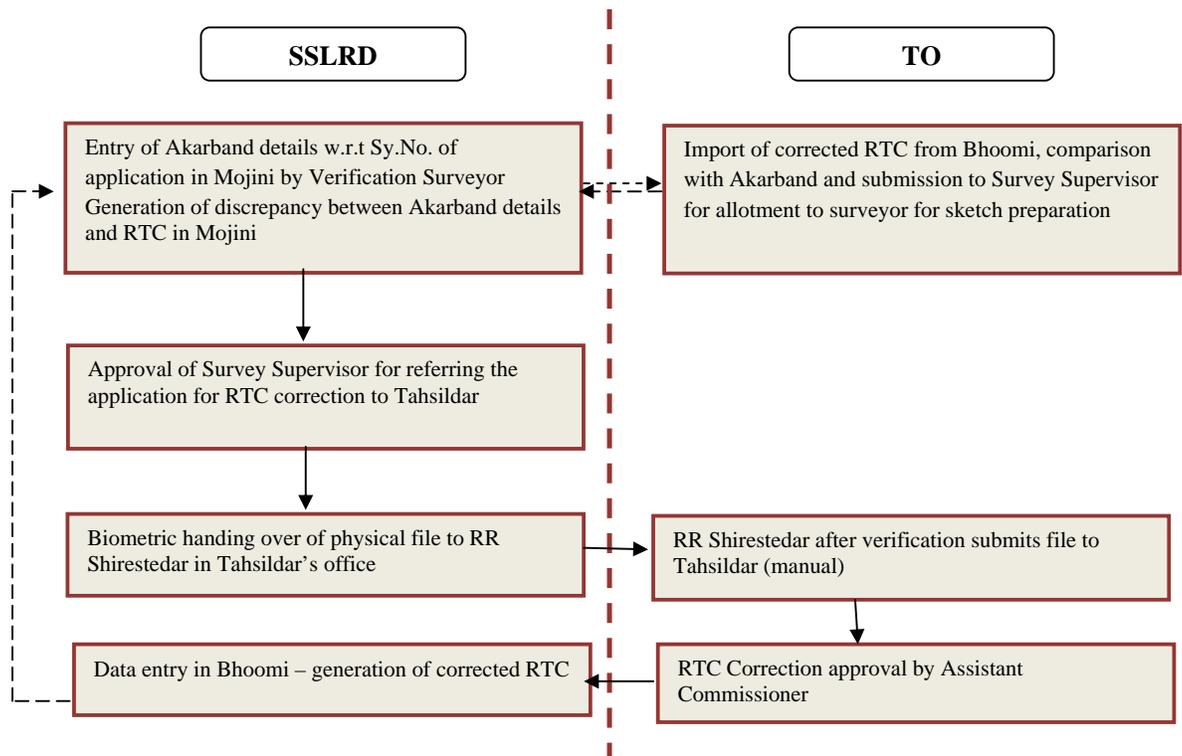 SSLRD
TO
Entry of Akarband details w.r.t Sy.No. of
application in Mojini by Verification Surveyor
Generation of discrepancy between Akarband details
and RTC in Mojini
Import of corrected RTC from Bhoomi, comparison
with Akarband and submission to Survey Supervisor
for allotment to surveyor for sketch preparation
Approval of Survey Supervisor for referring the
application for RTC correction to Tahsildar
Biometric handing over of physical file to RR
Shirestedar in Tahsildar’s office
RR Shirestedar after verification submits file to
Tahsildar (manual)
Data entry in Bhoomi – generation of corrected RTC
RTC Correction approval by Assistant
Commissioner